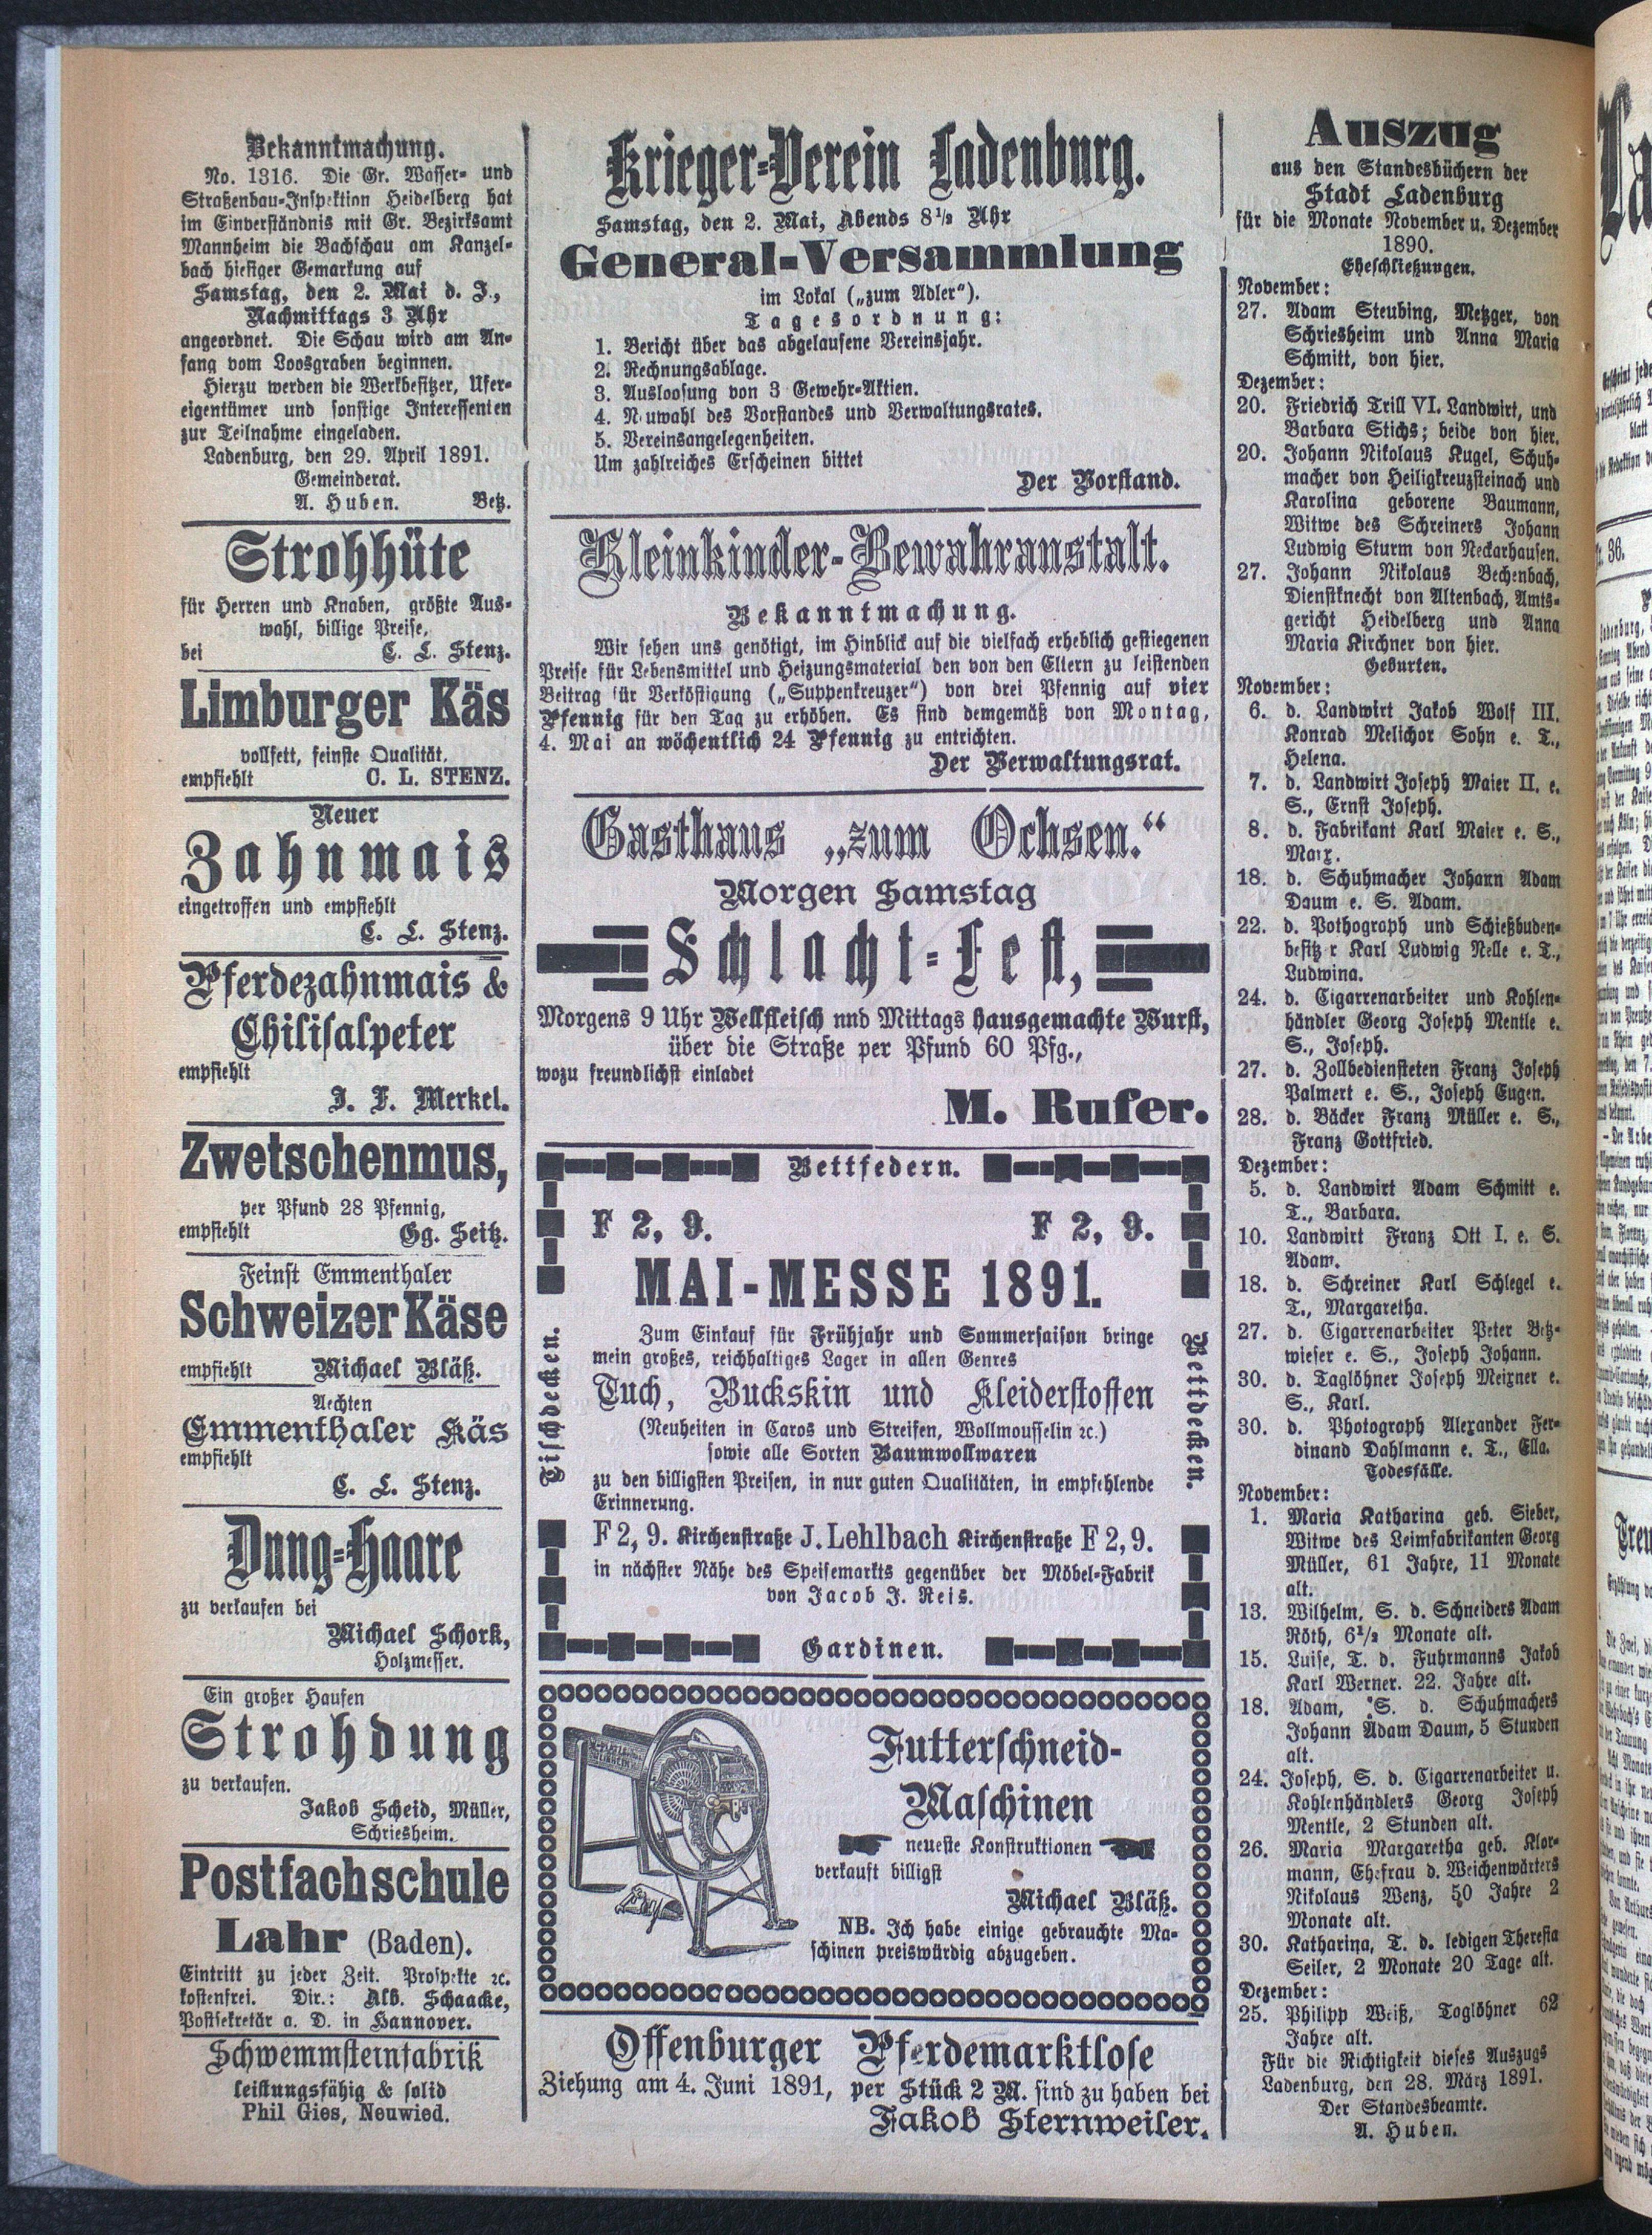 Bekanntmachung.
No. 1316. Die Gr. Wasser- und
Straßenbau-Inspektion Heidelberg hat
im Einverständnis mit Gr. Bezirksamt
Mannheim die Bachschau am Kanzel-
bach hiesiger Gemarkung auf
Samstag, den 2. Mai d. J.,
Nachmittags 3 Uhr
angeordnet. Die Schau wird am An-
fang vom Loosgraben beginnen.
Hierzu werden die Werkbesitzer, Ufer-
eigentümer und sonstige Interessenten
zur Teilnahme eingeladen.
Ladenburg, den 29. April 1891.
Gemeinderat.
A. Huben. Betz.
Strohhüte
für Herren und Knaben, größte Aus-
wahl, billige Preise,
bei C. L. Stenz.
Limburger Käs
vollfett, feinste Qualität,
empfiehlt C. L. STENZ.
Neuer
Zahnmais
eingetroffen und empfiehlt
C. L. Stenz.
Pferdezahnmais &
Chilisalpeter
empfiehlt
J. F. Merkel.
Zwetschenmus,
per Pfund 28 Pfennig,
empfiehlt Gg. Seitz.
Feinst Emmenthaler
Schweizer Käse
empfiehlt Michael Bläß.
Aechten
Emmenthaler Käs
empfiehlt
C. L. Stenz.
Dung-Haare
zu verkaufen bei
Michael Schork,
Holzmesser.
Ein großer Haufen
Strohdung
zu verkaufen.
Jakob Scheid, Müller,
Schriesheim.
Postfachschule
Lahr (Baden).
Eintritt zu jeder Zeit. Prospekte ꝛc.
kostenfrei. Dir.: Alb. Schaacke,
Postsekretär a. D. in Hannover.
Schwemmsteinfabrik
leistungsfähig & solid
Phil Gies, Neuwied.
Krieger-Verein Ladenburg.
Samstag, den 2. Mai, Abends 8½ Uhr
General-Versammlung
im Lokal („zum Adler“).
Tagesordnung:
1. Bericht über das abgelaufene Vereinsjahr.
2. Rechnungsablage.
3. Ausloosung von 3 Gewehr-Aktien.
4. N uwahl des Vorstandes und Verwaltungsrates.
5. Vereinsangelegenheiten.
Um zahlreiches Erscheinen bittet
Der Vorstand.
Kleinkinder-Bewahranstalt.
Bekanntmachung.
Wir sehen uns genötigt, im Hinblick auf die vielfach erheblich gestiegenen
Preise für Lebensmittel und Heizungsmaterial den von den Eltern zu leistenden
Beitrag für Verköstigung („Suppenkreuzer“) von drei Pfennig auf vier
Pfennig für den Tag zu erhöhen. Es sind demgemäß von Montag,
4. Mai an wöchentlich 24 Pfennig zu entrichten.
Der Verwaltungsrat.
Gasthaus „zum Ochsen.“
Morgen Samstag
Schlacht-Fest,
Morgens 9 Uhr Wellfleisch nnd Mittags hausgemachte Wurst,
über die Straße per Pfund 60 Pfg.,
wozu freundlichst einladet
M. Rufer.
Bettfedern.
F 2, 9. F 2, 9.
MAI-MESSE 1891.
Tischdecken.
Bettdecken.
Zum Einkauf für Frühjahr und Sommersaison bringe
mein großes, reichhaltiges Lager in allen Genres
Tuch, Buckskin und Kleiderstoffen
(Neuheiten in Caros und Streifen, Wollmousselin ꝛc.)
sowie alle Sorten Baumwollwaren
zu den billigsten Preisen, in nur guten Qualitäten, in empfehlende
Erinnerung.
F 2, 9. Kirchenstraße J. Lehlbach Kirchenstraße F 2, 9.
in nächster Nähe des Speisemarkts gegenüber der Möbel-Fabrik
von Jacob J. Reis.
Gardinen.
Futterschneid-
Maschinen
neueste Konstruktionen
verkauft billigst
Michael Bläß.
NB. Ich habe einige gebrauchte Ma-
schinen preiswürdig abzugeben.
Offenburger Pferdemarktlose
Ziehung am 4. Juni 1891, per Stück 2 M. sind zu haben bei
Jakob Sternweiler.
Auszug
aus den Standesbüchern der
Stadt Ladenburg
für die Monate November u. Dezember
1890.
Eheschließungen.
November:
27. Adam Steubing, Metzger, von
Schriesheim und Anna Maria
Schmitt, von hier.
Dezember:
20. Friedrich Trill VI. Landwirt, und
Barbara Stichs; beide von hier.
20. Johann Nikolaus Kugel, Schuh-
macher von Heiligkreuzsteinach und
Karolina geborene Baumann,
Witwe des Schreiners Johann
Ludwig Sturm von Neckarhausen.
27. Johann Nikolaus Bechenbach,
Dienstknecht von Altenbach, Amts-
gericht Heidelberg und Anna
Maria Kirchner von hier.
Geburten.
November:
6. d. Landwirt Jakob Wolf III.
Konrad Melichor Sohn e. T.,
Helena.
7. d. Landwirt Joseph Maier II. e.
S., Ernst Joseph.
8. d. Fabrikant Karl Maier e. S.,
Marx.
18. d. Schuhmacher Johann Adam
Daum e. S. Adam.
22. d. Pothograph und Schießbuden-
besitz r Karl Ludwig Nelle e. T.,
Ludwina.
24. d. Cigarrenarbeiter und Kohlen-
händler Georg Joseph Mentle e.
S., Joseph.
27. d. Zollbediensteten Franz Joseph
Palmert e. S., Joseph Eugen.
28. d. Bäcker Franz Müller e. S.,
Franz Gottfried.
Dezember:
5. d. Landwirt Adam Schmitt e.
T., Barbara.
10. Landwirt Franz Ott I. e. S.
Adam.
18. d. Schreiner Karl Schlegel e.
T., Margaretha.
27. d. Cigarrenarbeiter Peter Betz-
wieser e. S., Joseph Johann.
30. d. Taglöhner Joseph Meixner e.
S., Karl.
30. d. Photograph Alexander Fer-
dinand Dahlmann e. T., Ella.
Todesfälle.
November:
1. Maria Katharina geb. Sieber,
Witwe des Leimfabrikanten Georg
Müller, 61 Jahre, 11 Monate
alt.
13. Wilhelm, S. d. Schneiders Adam
Röth, 6½ Monate alt.
15. Luise, T. d. Fuhrmanns Jakob
Karl Werner. 22. Jahre alt.
18. Adam, S. d. Schuhmachers
Johann Adam Daum, 5 Stunden
alt.
24. Joseph, S. d. Cigarrenarbeiter u.
Kohlenhändlers Georg Joseph
Mentle, 2 Stunden alt.
26. Maria Margaretha geb. Klor-
mann, Ehefrau d. Weichenwärters
Nikolaus Wenz, 50 Jahre 2
Monate alt.
30. Katharina, T. d. ledigen Theresia
Seiler, 2 Monate 20 Tage alt.
Dezember:
25. Philipp Weiß, Taglöhner 62
Jahre alt.
Für die Richtigkeit dieses Auszugs
Ladenburg, den 28. März 1891.
Der Standesbeamte.
A. Huben.